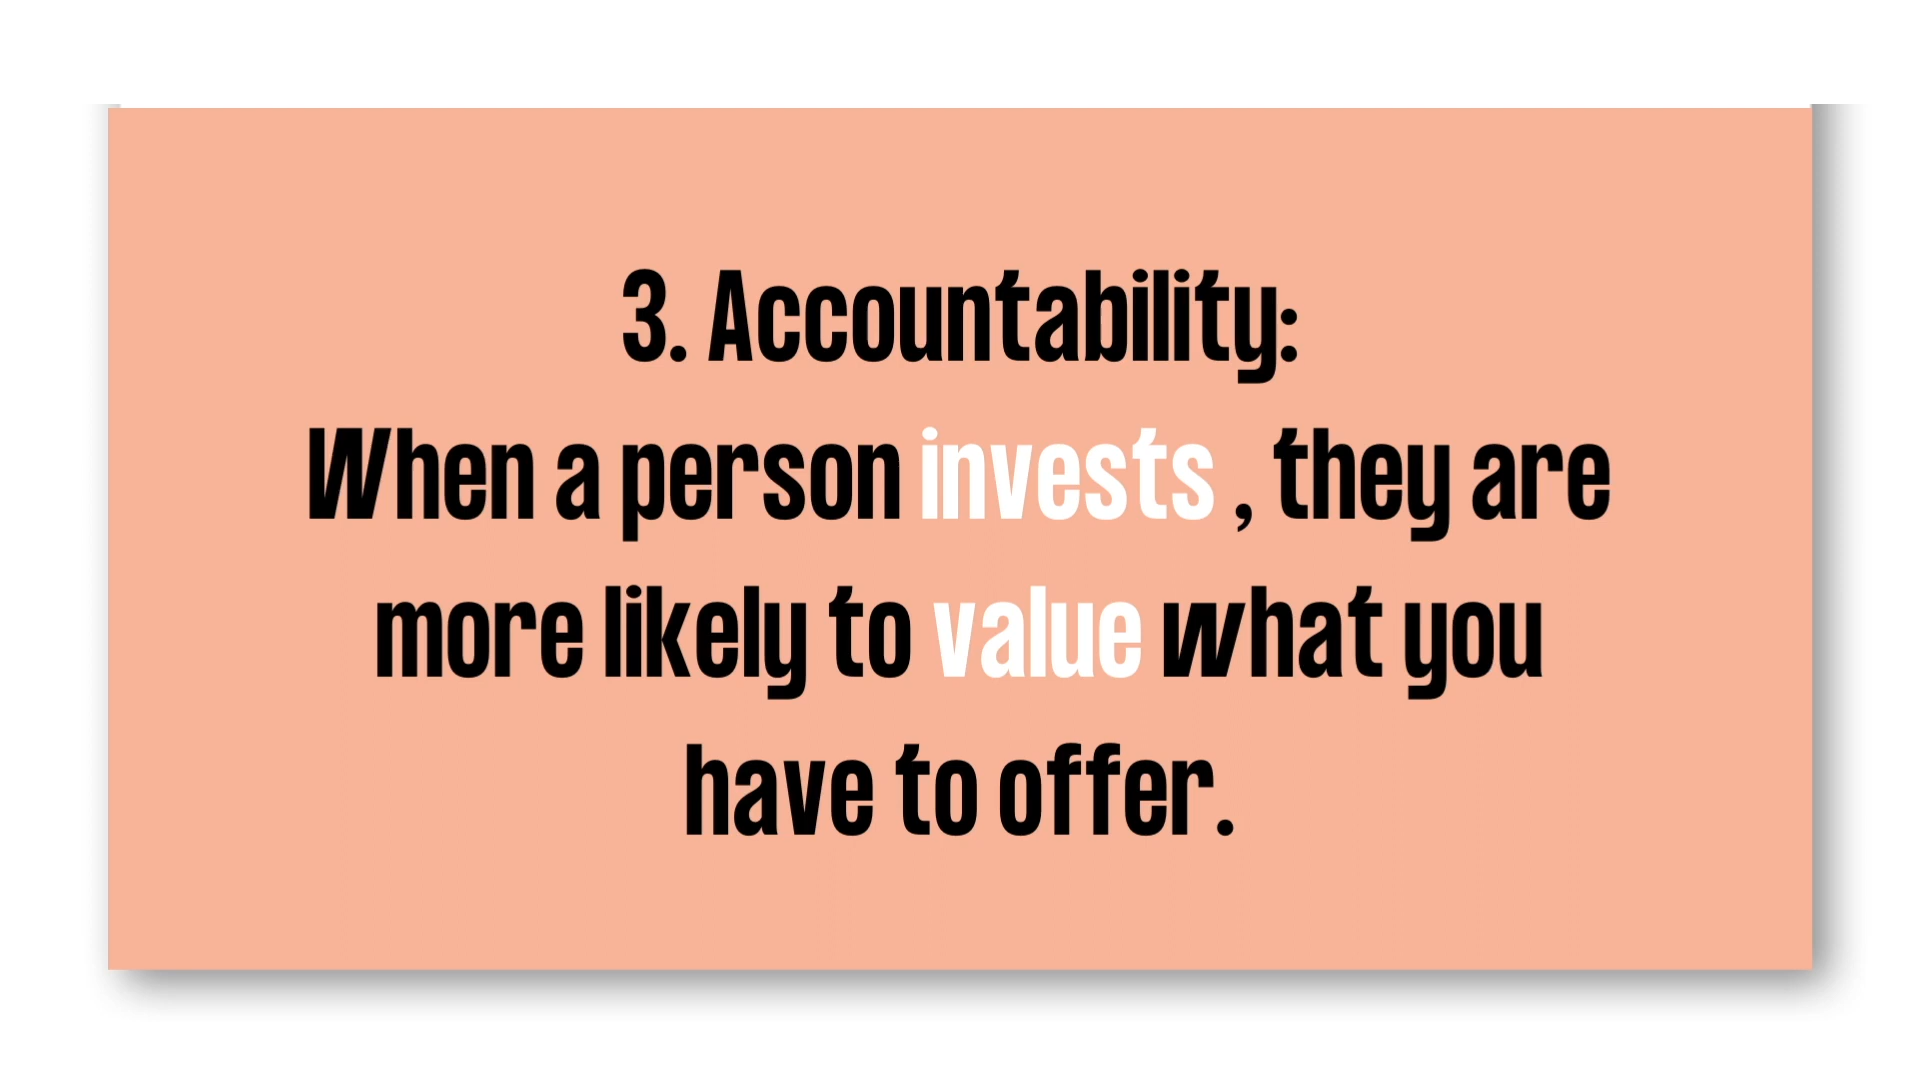 3. Accountability:
When a person invests , they are
more likely to value what you
have to offer.